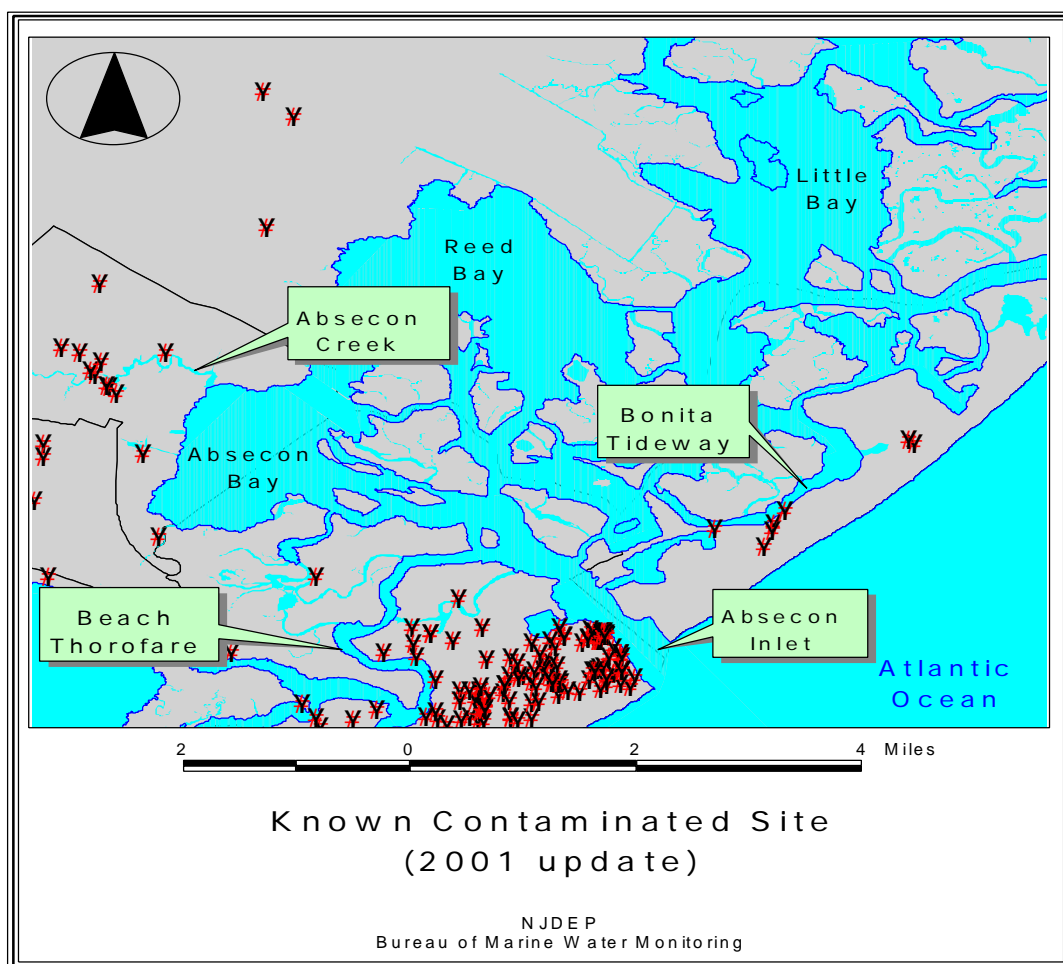 Little
Bay
Reed
Bay
Absecon
Creek
Bonita
Tideway
Absecon
Bay
Beach
Thorofare
Absecon
Inlet
Atlantic
Ocean
2 0 2 4 Miles
Known Contaminated Site
(2001 update)
NJDEP
Bureau of Marine Water Monitoring